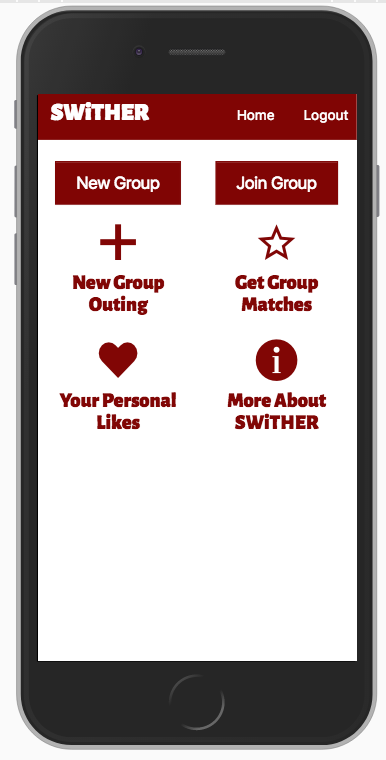 SWiTHER
Home
Logout
New Group
Join Group
New Group
Outing
Get Group
Matches
Your Personal
Likes
More About
SWiTHER